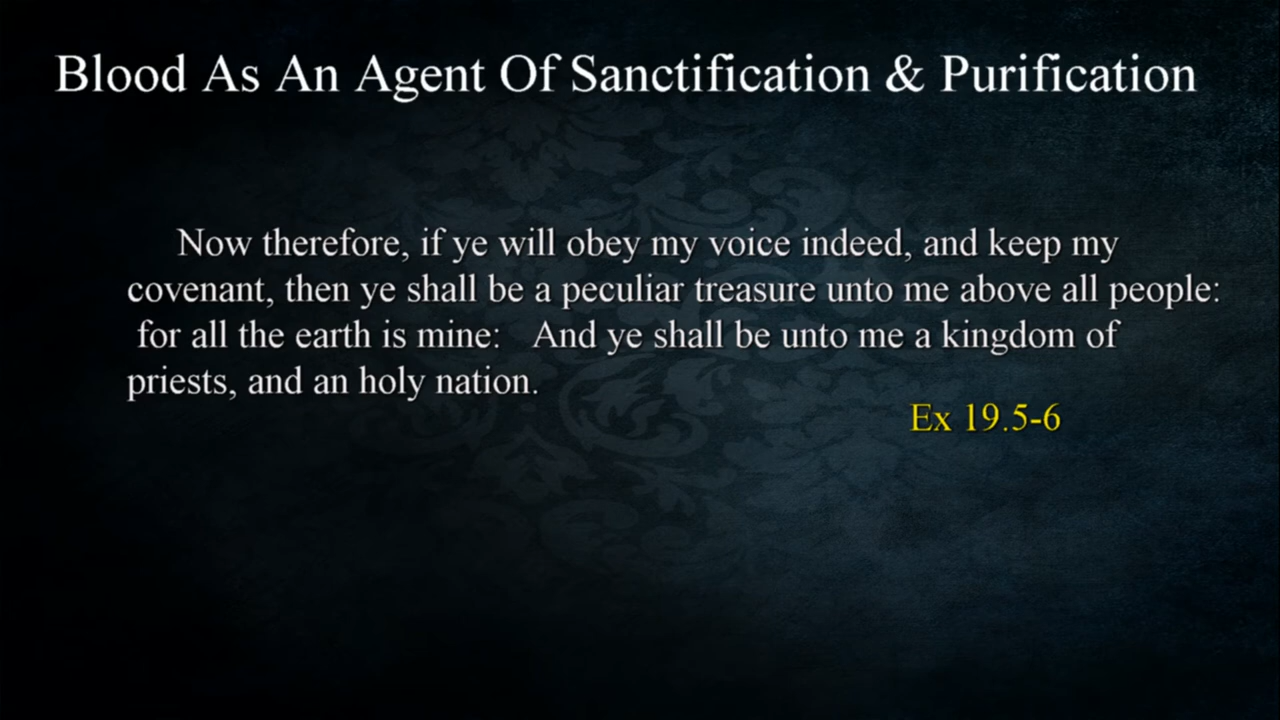 Blood As An Agent Of Sanctification & Purification
Now therefore, if ye will obey my voice indeed, and keep my
covenant, then ye shall be a peculiar treasure unto me above all people:
for all the earth is mine: And ye shall be unto me a kingdom of
priests, and an holy nation.
Ex 19.5-6